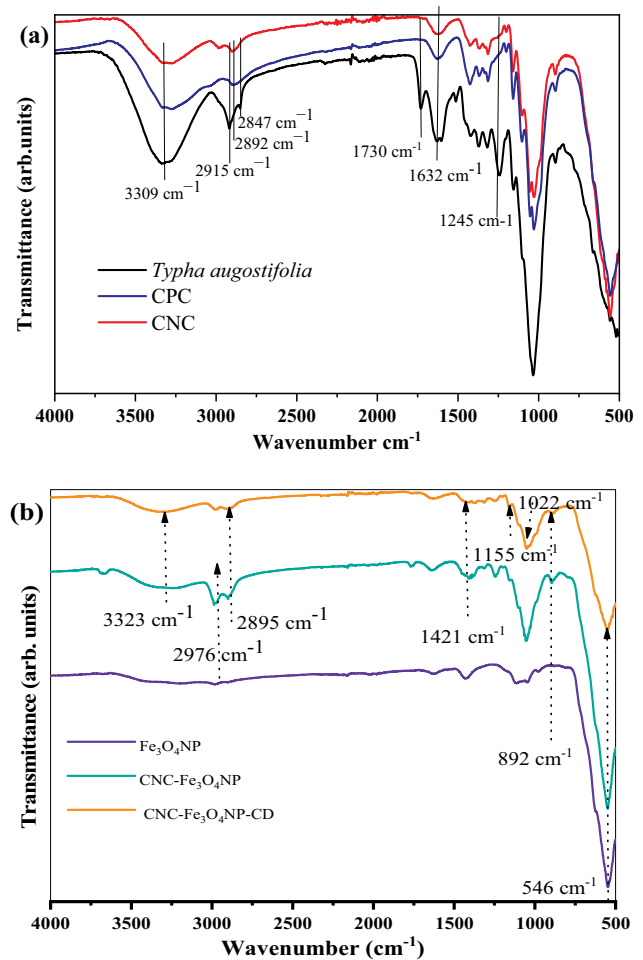 (a)
Transmittance (arb.units)
2847 cm⁻¹
2892 cm⁻¹
2915 cm⁻¹
3309 cm⁻¹
1730 cm⁻¹
1632 cm⁻¹
1245 cm-1
Typha augostifolia
CPC
CNC
4000 3500 3000 2500 2000 1500 1000 500
Wavenumber cm⁻¹
(b)
Transmittance (arb. units)
1022 cm⁻¹
1155 cm⁻¹
3323 cm⁻¹
2895 cm⁻¹
1421 cm⁻¹
2976 cm⁻¹
Fe₃O₄NP
892 cm⁻¹
CNC-Fe₃O₄NP
CNC-Fe₃O₄NP-CD
546 cm⁻¹
4000 3500 3000 2500 2000 1500 1000 500
Wavenumber (cm⁻¹)